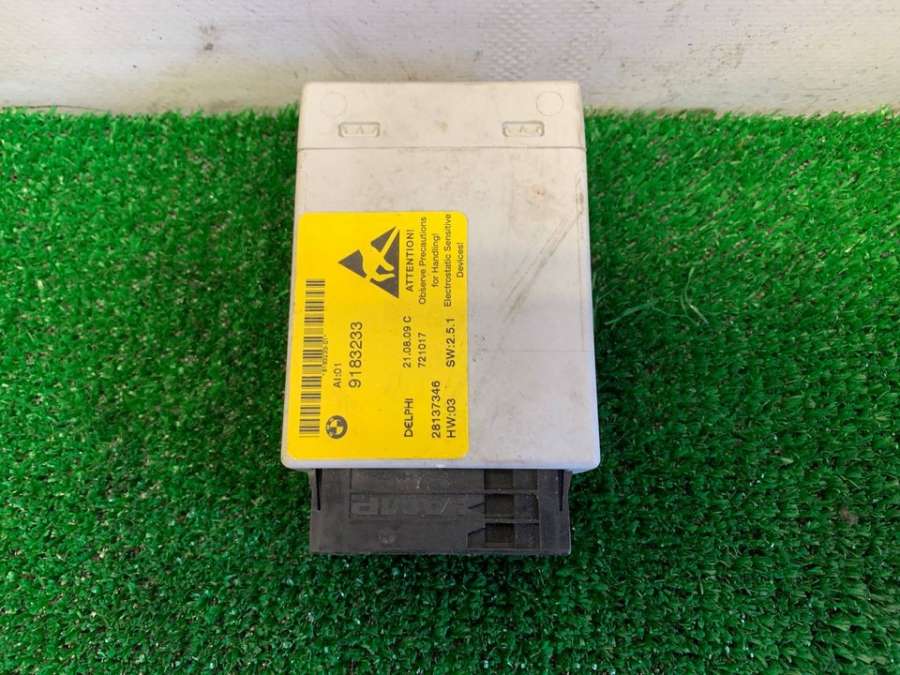 ATTENTION!
Observe Precautions
for Handling!
Electrostatic Sensitive
Devices!
AI:01
9183233
DELPHI 21.08.09 C
721017
28137346
HW:03 SW:2.5.1
AMP